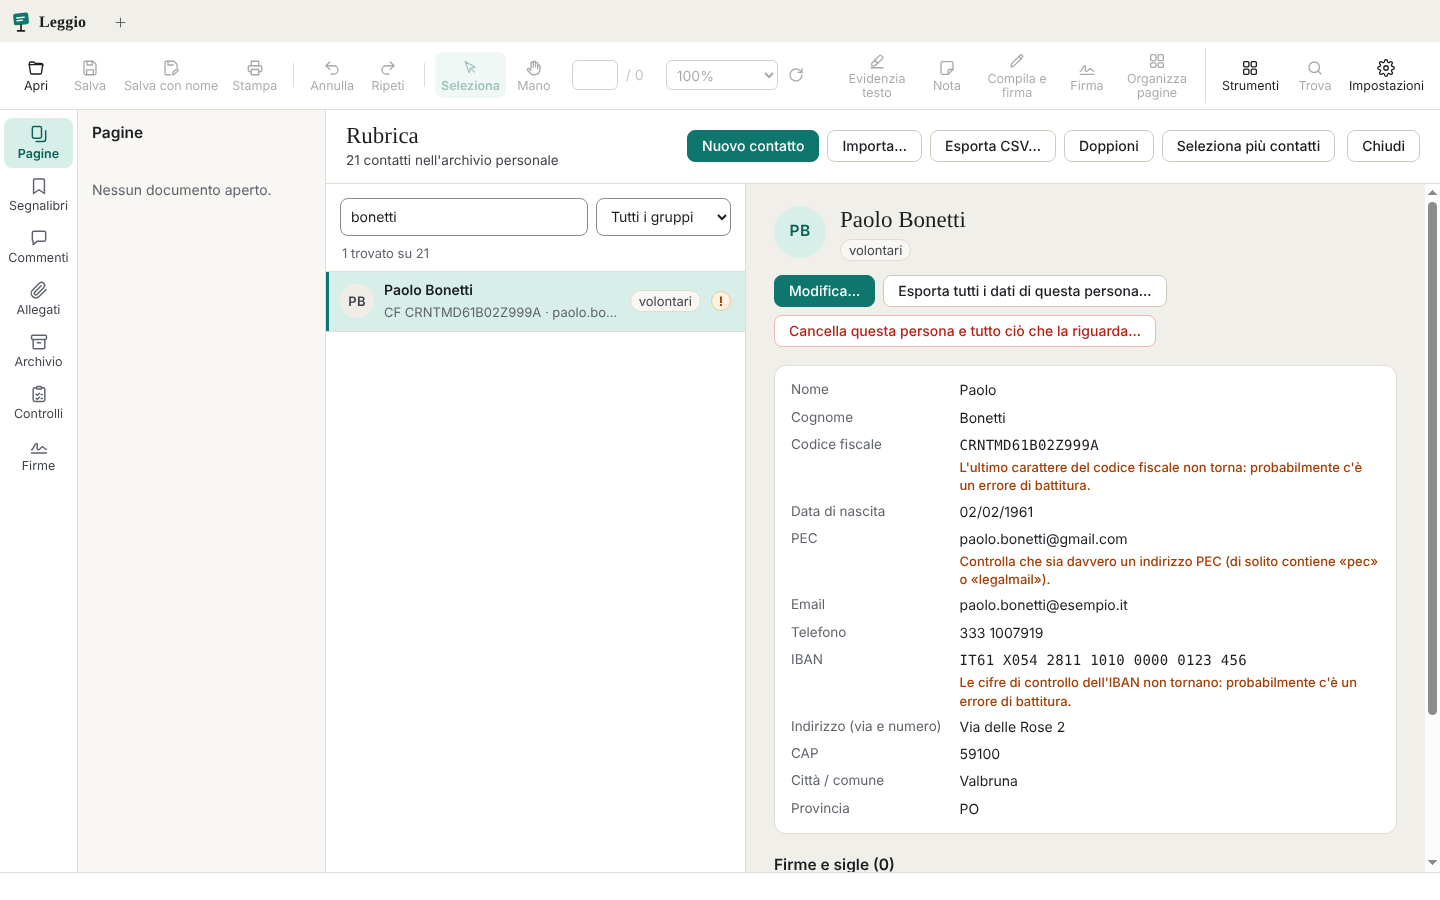 Leggio
Apri
Salva
Salva con nome
Stampa
Annulla
Ripeti
Seleziona
Mano
/ 0
100%
Evidenzia testo
Nota
Compila e firma
Firma
Organizza pagine
Strumenti
Trova
Impostazioni
Pagine
Segnalibri
Commenti
Allegati
Archivio
Controlli
Firme
Pagine
Nessun documento aperto.
Rubrica
21 contatti nell'archivio personale
Nuovo contatto
Importa...
Esporta CSV...
Doppioni
Seleziona più contatti
Chiudi
bonetti
Tutti i gruppi
1 trovato su 21
PB
Paolo Bonetti
CF CRNTMD61B02Z999A · paolo.bo...
volontari
!
PB
Paolo Bonetti
volontari
Modifica...
Esporta tutti i dati di questa persona...
Cancella questa persona e tutto ciò che la riguarda...
Nome Paolo
Cognome Bonetti
Codice fiscale CRNTMD61B02Z999A
L'ultimo carattere del codice fiscale non torna: probabilmente c'è
un errore di battitura.
Data di nascita 02/02/1961
PEC paolo.bonetti@gmail.com
Controlla che sia davvero un indirizzo PEC (di solito contiene «pec»
o «legalmail»).
Email paolo.bonetti@esempio.it
Telefono 333 1007919
IBAN IT61 X054 2811 1010 0000 0123 456
Le cifre di controllo dell'IBAN non tornano: probabilmente c'è un
errore di battitura.
Indirizzo (via e numero) Via delle Rose 2
CAP 59100
Città / comune Valbruna
Provincia PO
Firme e sigle (0)